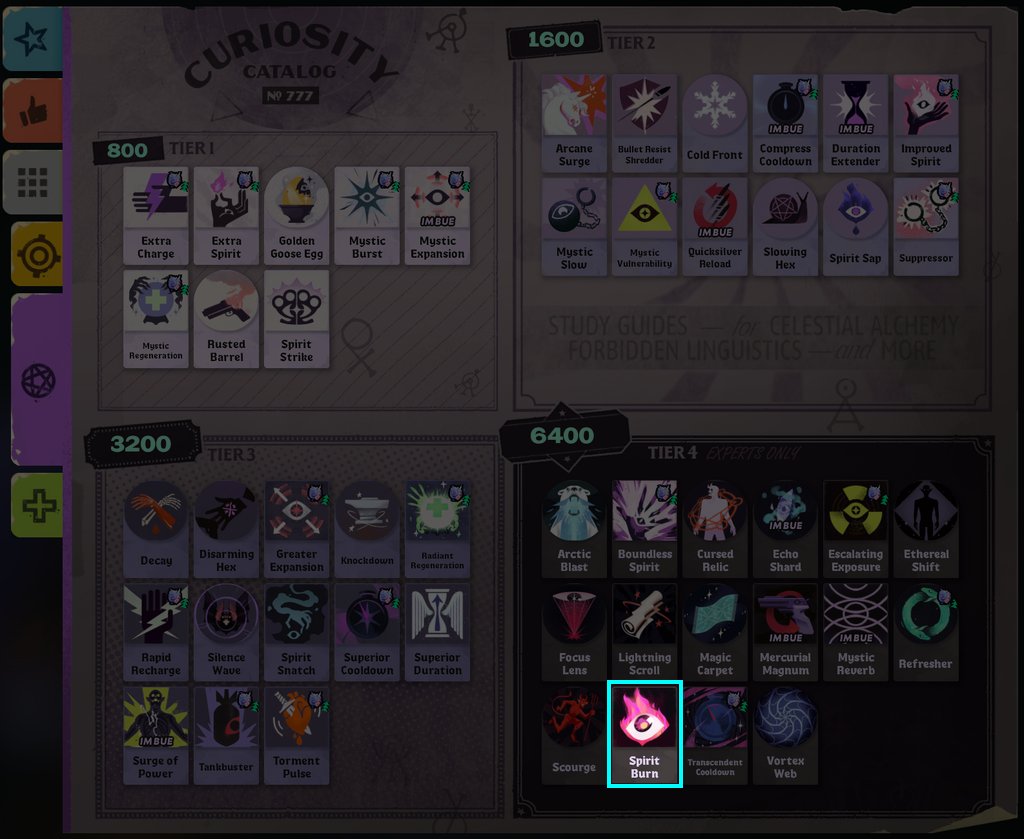 CURIOSITY
CATALOG
Nº 777
800 TIER 1
Extra Charge
Extra Spirit
Golden Goose Egg
Mystic Burst
IMBUE
Mystic Expansion
Mystic Regeneration
Rusted Barrel
Spirit Strike
1600 TIER 2
Arcane Surge
Bullet Resist Shredder
Cold Front
IMBUE
Compress Cooldown
IMBUE
Duration Extender
Improved Spirit
Mystic Slow
Mystic Vulnerability
IMBUE
Quicksilver Reload
Slowing Hex
Spirit Sap
Suppressor
STUDY GUIDES — for CELESTIAL ALCHEMY
FORBIDDEN LINGUISTICS — and MORE
3200 TIER 3
Decay
Disarming Hex
Greater Expansion
Knockdown
Radiant Regeneration
Rapid Recharge
Silence Wave
Spirit Snatch
Superior Cooldown
Superior Duration
IMBUE
Surge of Power
Tankbuster
Torment Pulse
6400 TIER 4 EXPERTS ONLY
Arctic Blast
Boundless Spirit
Cursed Relic
IMBUE
Echo Shard
Escalating Exposure
Ethereal Shift
Focus Lens
Lightning Scroll
Magic Carpet
IMBUE
Mercurial Magnum
IMBUE
Mystic Reverb
Refresher
Scourge
Spirit Burn
Transcendent Cooldown
Vortex Web